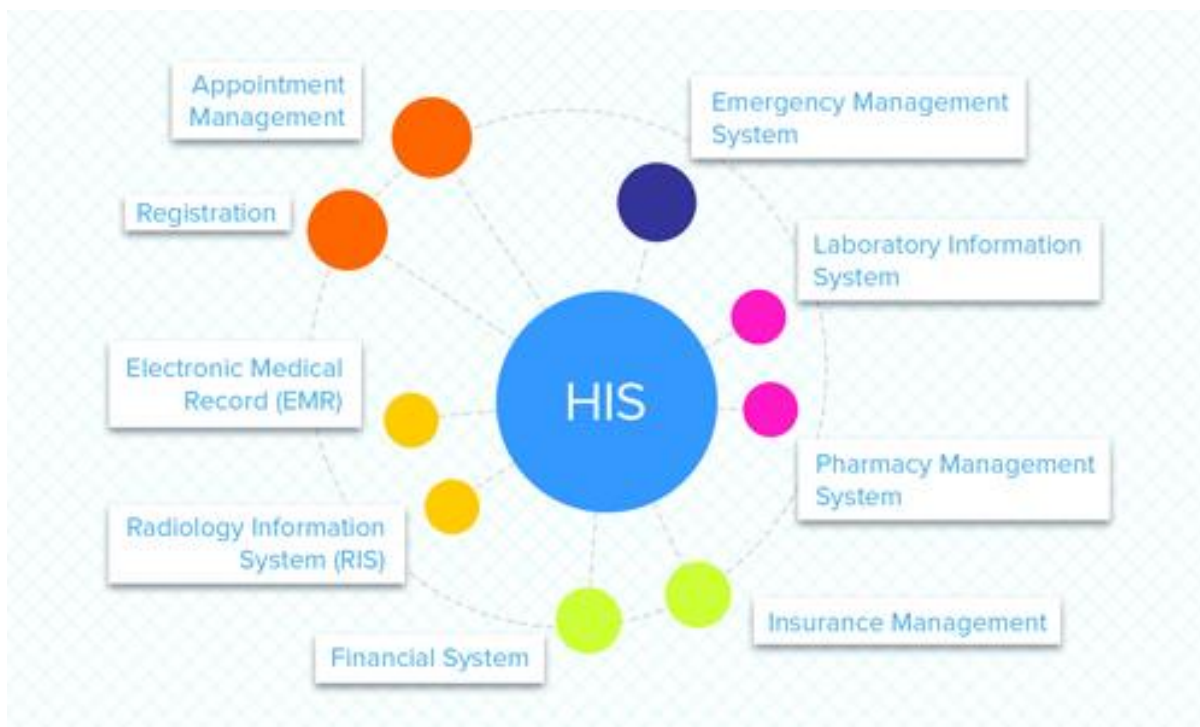 Appointment
Management
Emergency Management
System
Registration
Laboratory Information
System
Electronic Medical
Record (EMR)
HIS
Pharmacy Management
System
Radiology Information
System (RIS)
Insurance Management
Financial System